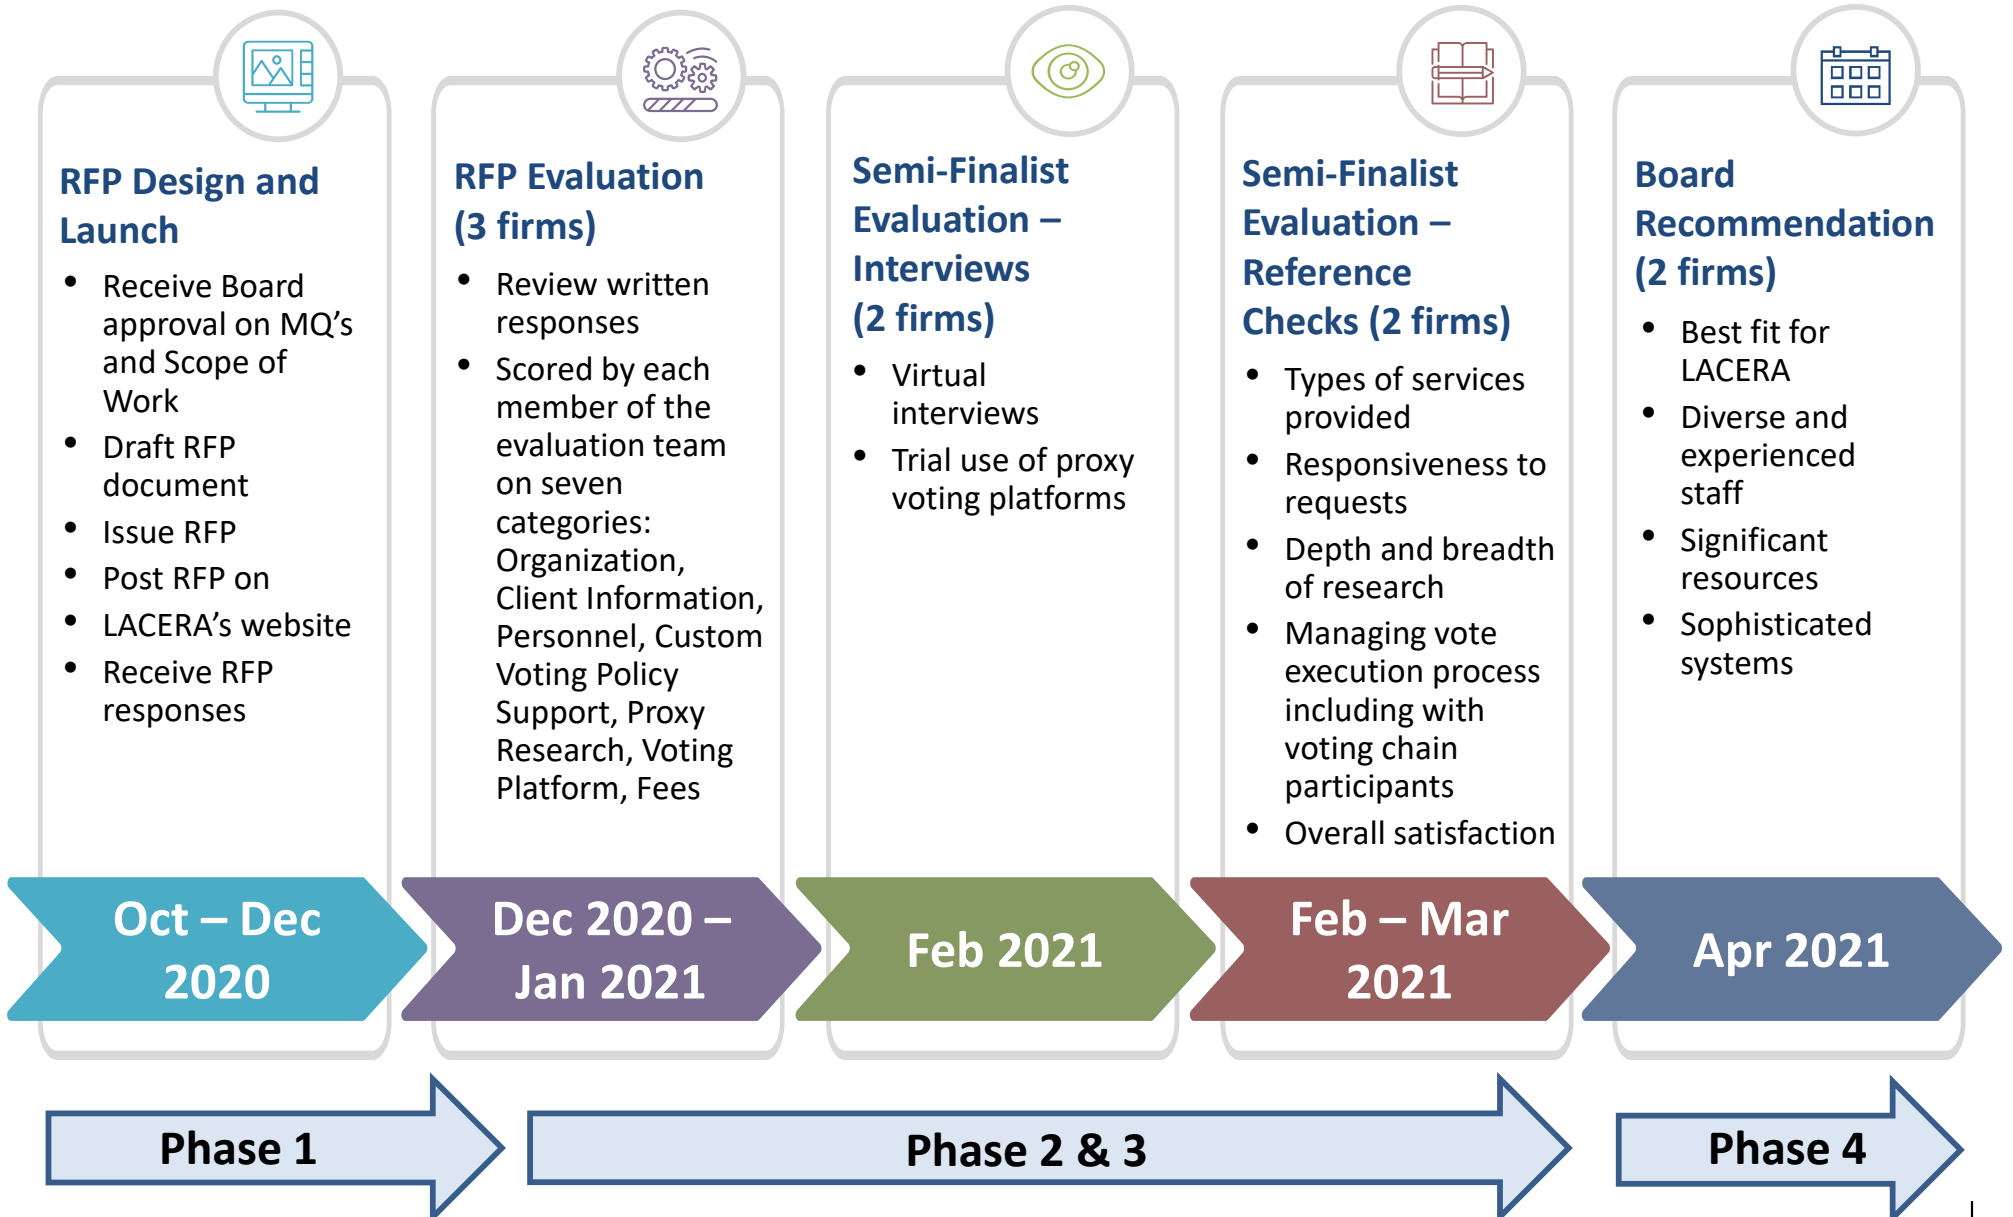 RFP Design and
Launch
• Receive Board
approval on MQ’s
and Scope of
Work
• Draft RFP
document
• Issue RFP
• Post RFP on
• LACERA’s website
• Receive RFP
responses
Oct – Dec
2020
RFP Evaluation
(3 firms)
• Review written
responses
• Scored by each
member of the
evaluation team
on seven
categories:
Organization,
Client Information,
Personnel, Custom
Voting Policy
Support, Proxy
Research, Voting
Platform, Fees
Dec 2020 –
Jan 2021
Semi-Finalist
Evaluation –
Interviews
(2 firms)
• Virtual
interviews
• Trial use of proxy
voting platforms
Feb 2021
Semi-Finalist
Evaluation –
Reference
Checks (2 firms)
• Types of services
provided
• Responsiveness to
requests
• Depth and breadth
of research
• Managing vote
execution process
including with
voting chain
participants
• Overall satisfaction
Feb – Mar
2021
Board
Recommendation
(2 firms)
• Best fit for
LACERA
• Diverse and
experienced
staff
• Significant
resources
• Sophisticated
systems
Apr 2021
Phase 1
Phase 2 & 3
Phase 4